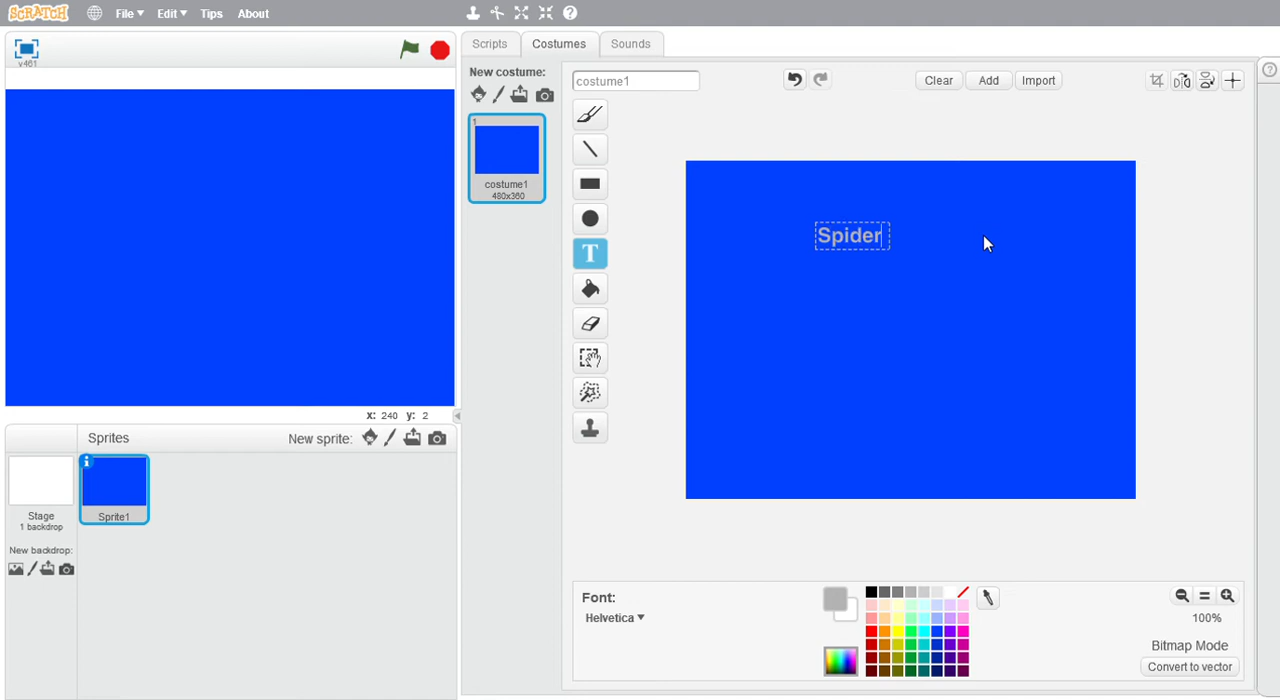 SCRATCH
File Edit Tips About
v461
Scripts Costumes Sounds
New costume:
costume1
Clear Add Import
1
costume1
480x360
T
Spider
x: 240 y: 2
Sprites
New sprite:
Stage
1 backdrop
Sprite1
New backdrop:
Font:
Helvetica
100%
Bitmap Mode
Convert to vector